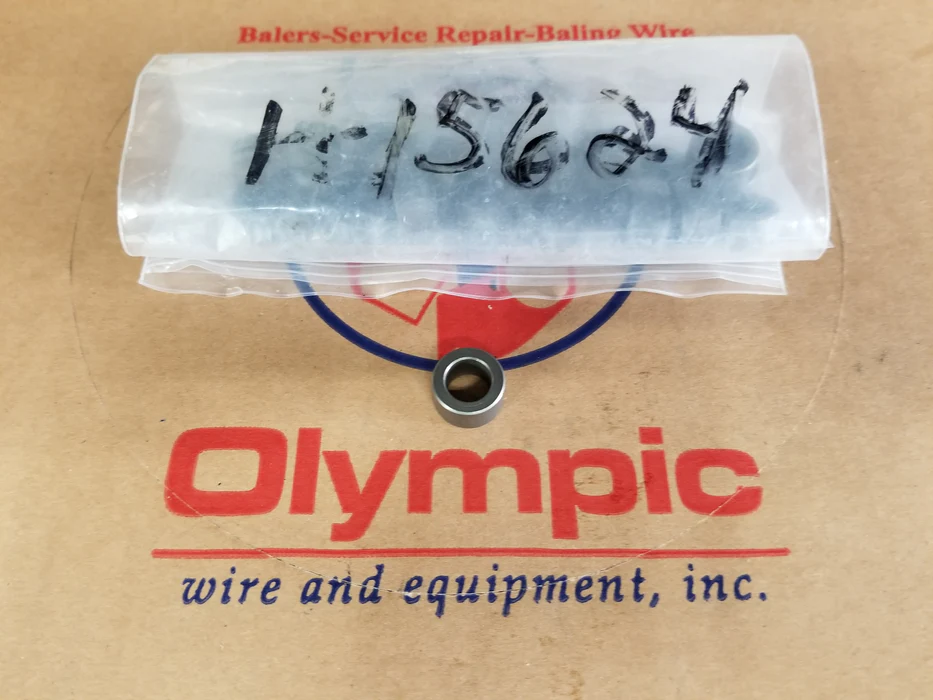 Balers-Service Repair-Baling Wire
H-15624
Olympic
wire and equipment, inc.